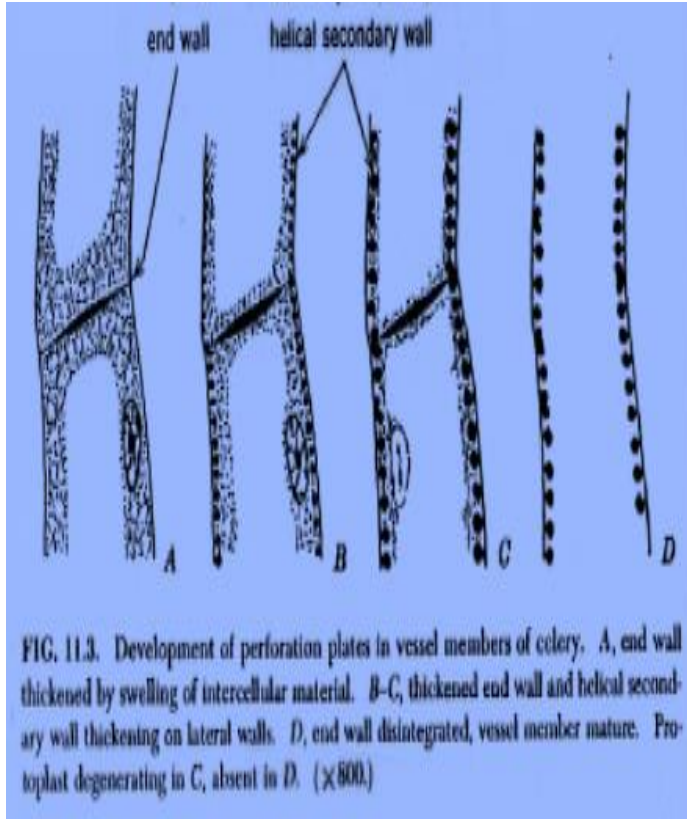 end wall
helical secondary wall
A
B
C
D
FIG. 11.3. Development of perforation plates in vessel members of celery. A, end wall
thickened by swelling of intercellular material. B–C, thickened end wall and helical second-
ary wall thickening on lateral walls. D, end wall disintegrated, vessel member mature. Pro-
toplast degenerating in C, absent in D. (×800.)